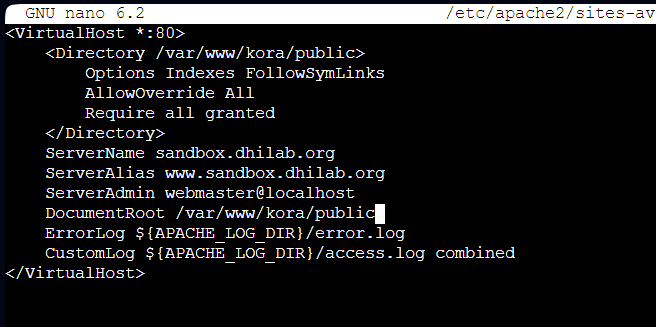 GNU nano 6.2 /etc/apache2/sites-av
<VirtualHost *:80>
    <Directory /var/www/kora/public>
        Options Indexes FollowSymLinks
        AllowOverride All
        Require all granted
    </Directory>
    ServerName sandbox.dhilab.org
    ServerAlias www.sandbox.dhilab.org
    ServerAdmin webmaster@localhost
    DocumentRoot /var/www/kora/public
    ErrorLog ${APACHE_LOG_DIR}/error.log
    CustomLog ${APACHE_LOG_DIR}/access.log combined
</VirtualHost>